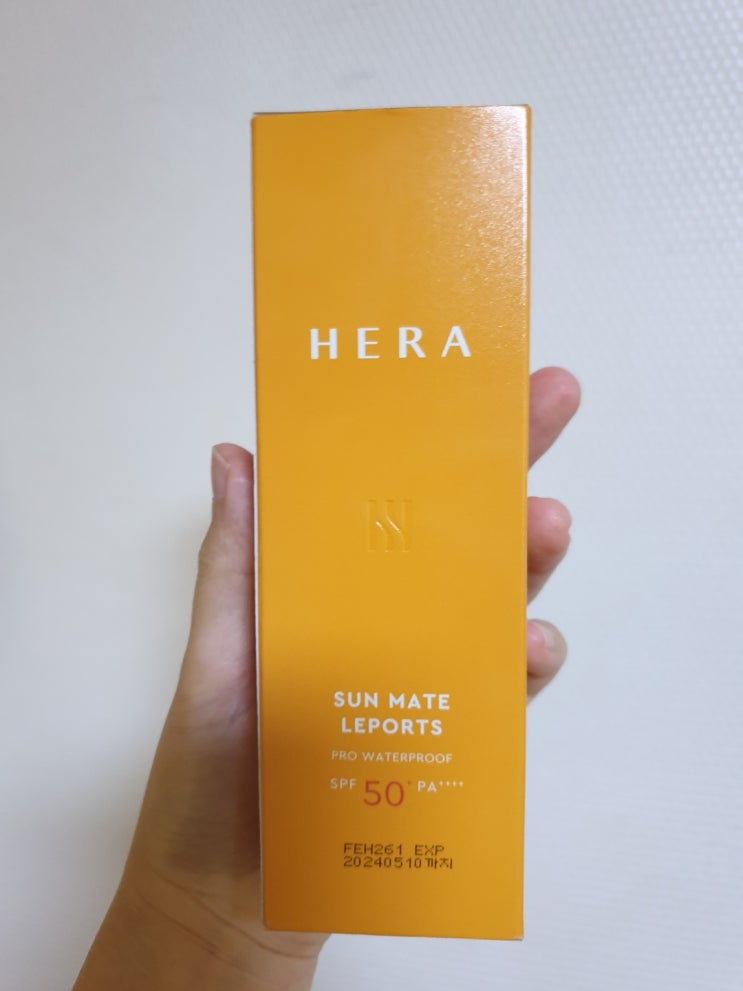 HERA
SUN MATE
LEPORTS
PRO WATERPROOF
SPF 50+ PA++++
FEH261 EXP
20240510까지